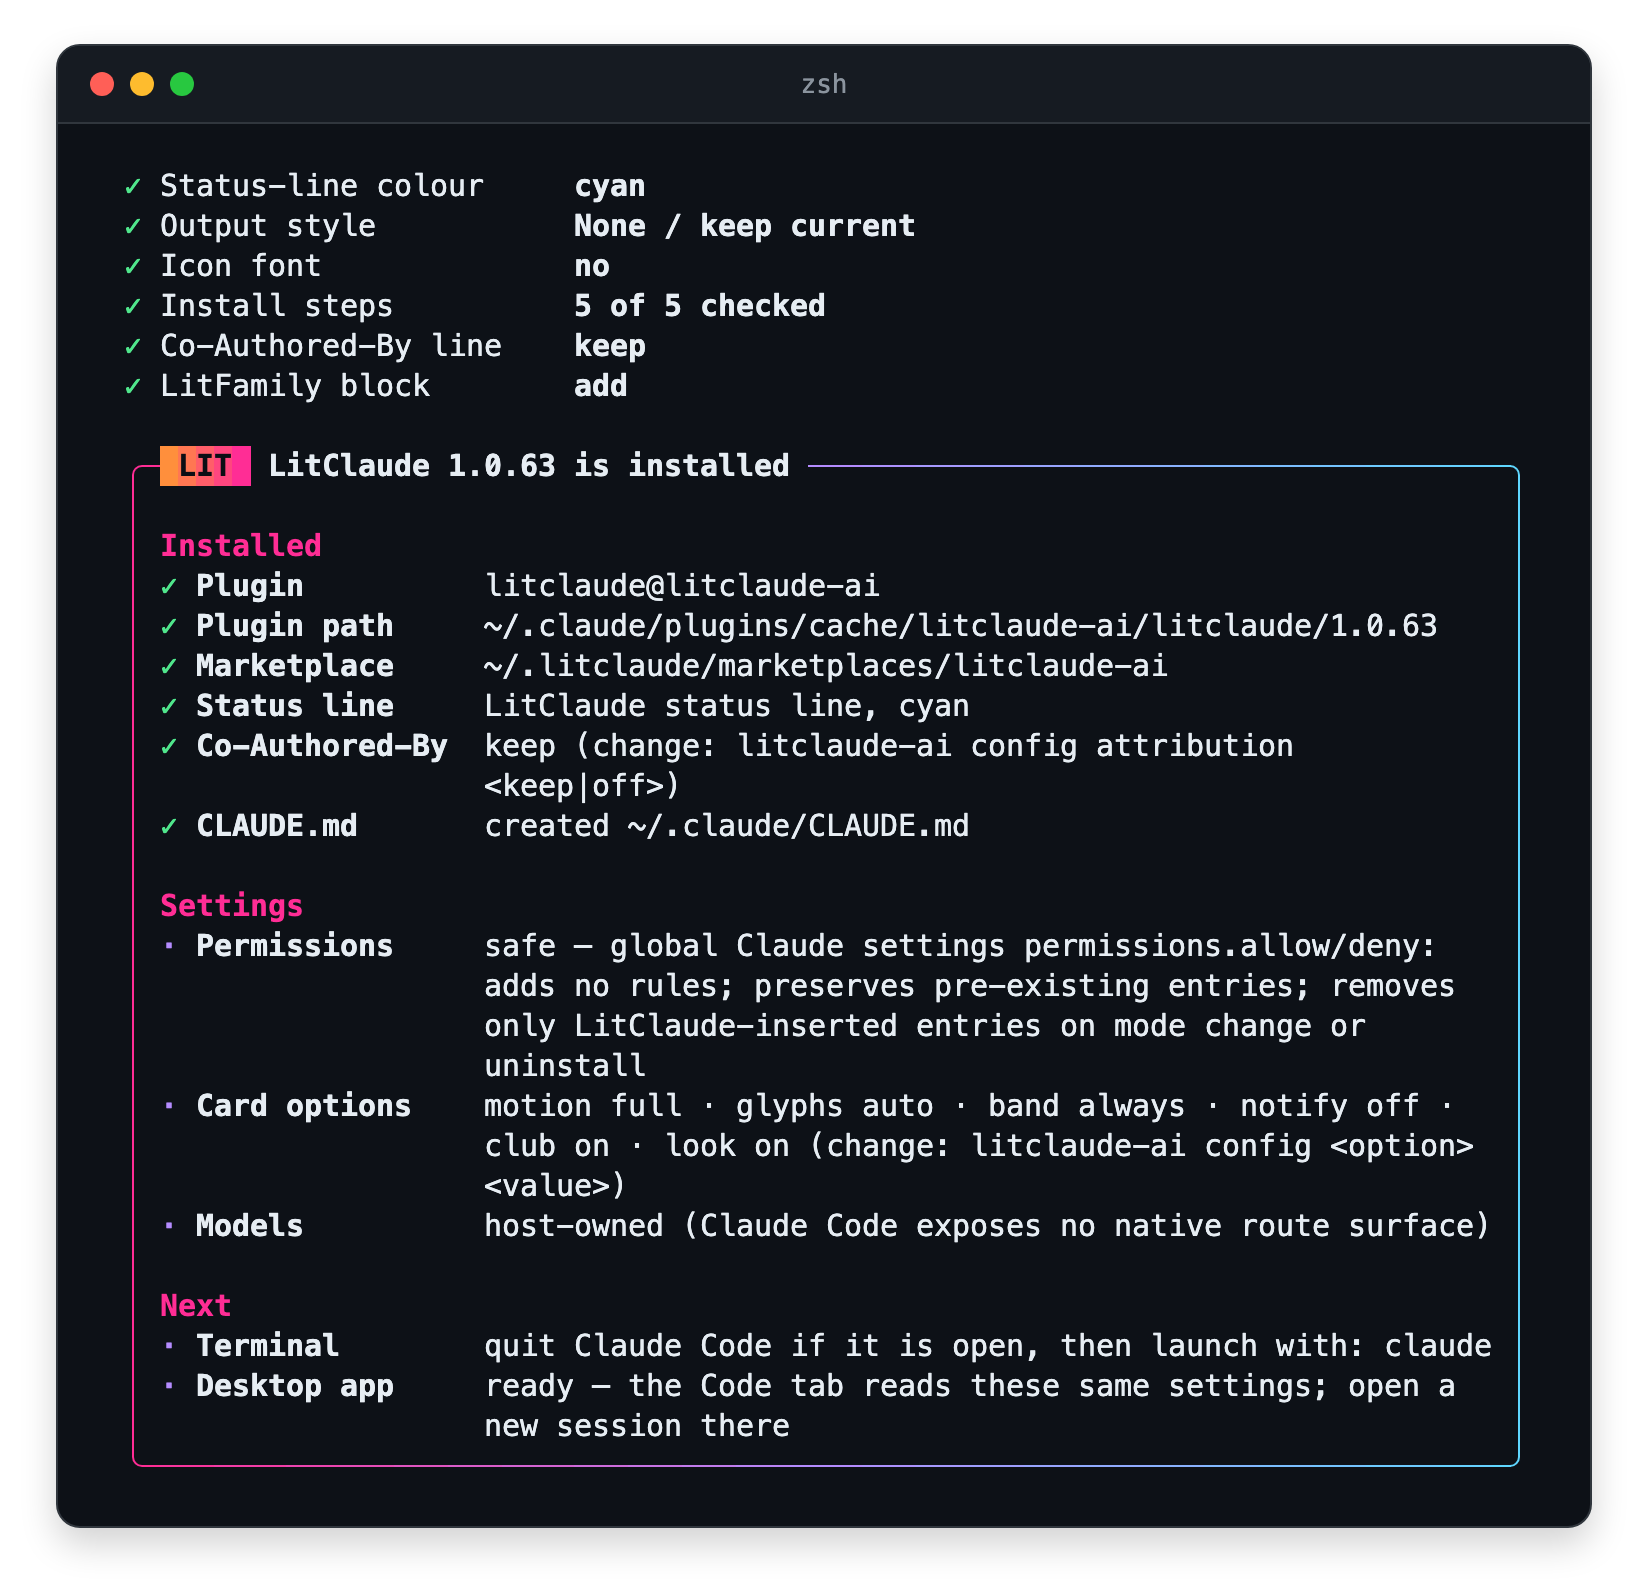 zsh
✓ Status-line colour cyan
✓ Output style None / keep current
✓ Icon font no
✓ Install steps 5 of 5 checked
✓ Co-Authored-By line keep
✓ LitFamily block add
LIT LitClaude 1.0.63 is installed
Installed
✓ Plugin litclaude@litclaude-ai
✓ Plugin path ~/.claude/plugins/cache/litclaude-ai/litclaude/1.0.63
✓ Marketplace ~/.litclaude/marketplaces/litclaude-ai
✓ Status line LitClaude status line, cyan
✓ Co-Authored-By keep (change: litclaude-ai config attribution
<keep|off>)
✓ CLAUDE.md created ~/.claude/CLAUDE.md
Settings
· Permissions safe — global Claude settings permissions.allow/deny:
adds no rules; preserves pre-existing entries; removes
only LitClaude-inserted entries on mode change or
uninstall
· Card options motion full · glyphs auto · band always · notify off ·
club on · look on (change: litclaude-ai config <option>
<value>)
· Models host-owned (Claude Code exposes no native route surface)
Next
· Terminal quit Claude Code if it is open, then launch with: claude
· Desktop app ready — the Code tab reads these same settings; open a
new session there